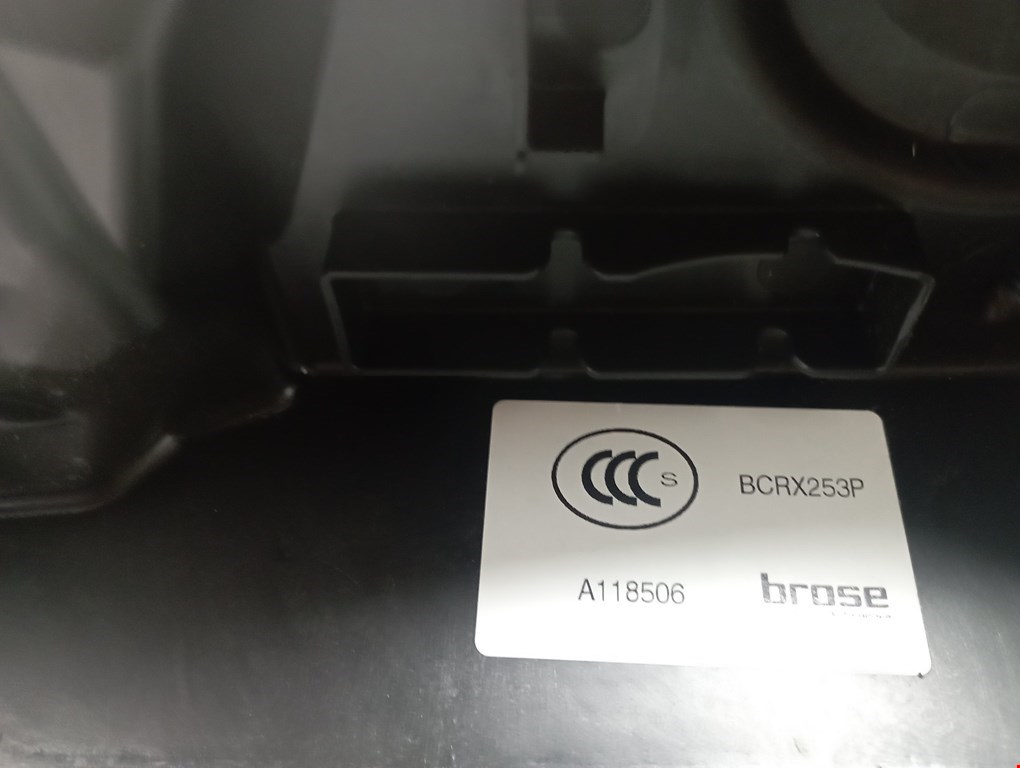 CCC S
BCRX253P
A118506
brose